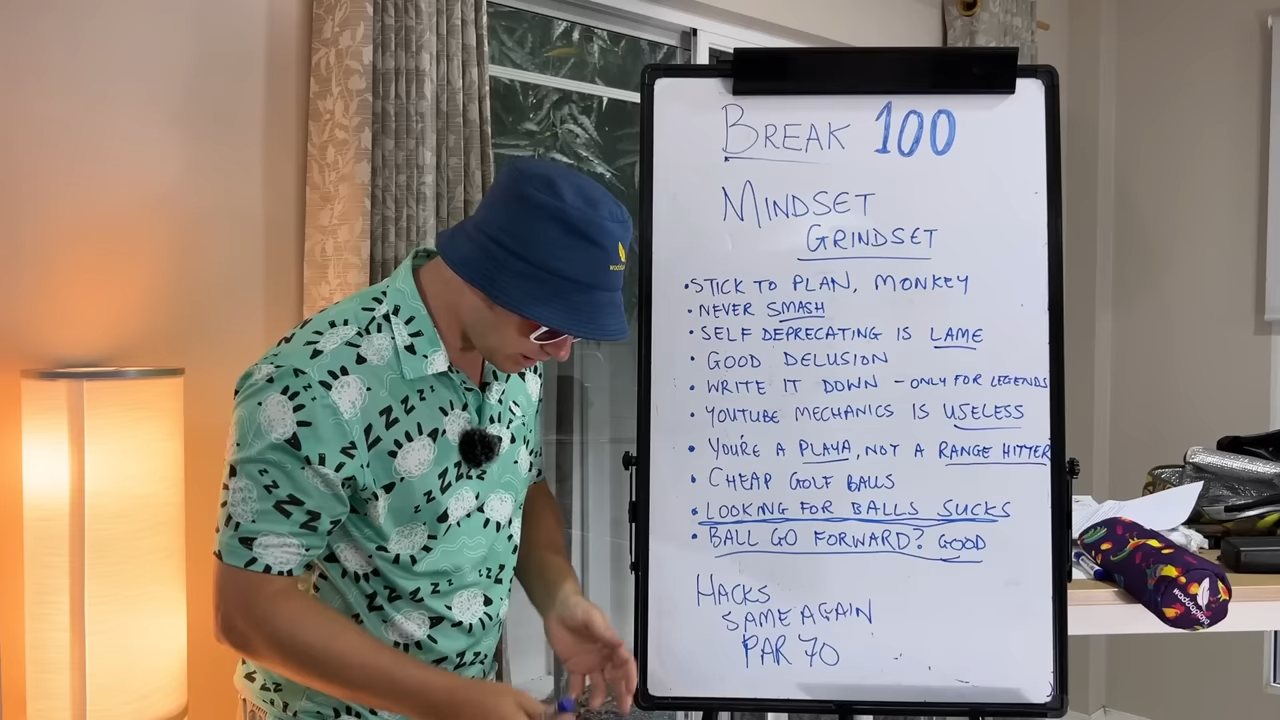 BREAK 100
MINDSET
GRINDSET
• STICK TO PLAN, MONKEY
• NEVER SMASH
• SELF DEPRECATING IS LAME
• GOOD DELUSION
• WRITE IT DOWN - ONLY FOR LEGENDS
• YOUTUBE MECHANICS IS USELESS
• YOU'RE A PLAYA, NOT A RANGE HITTER
• CHEAP GOLF BALLS
• LOOKING FOR BALLS SUCKS
• BALL GO FORWARD? GOOD
HACKS
SAME AGAIN
PAR 70
waddaplaya